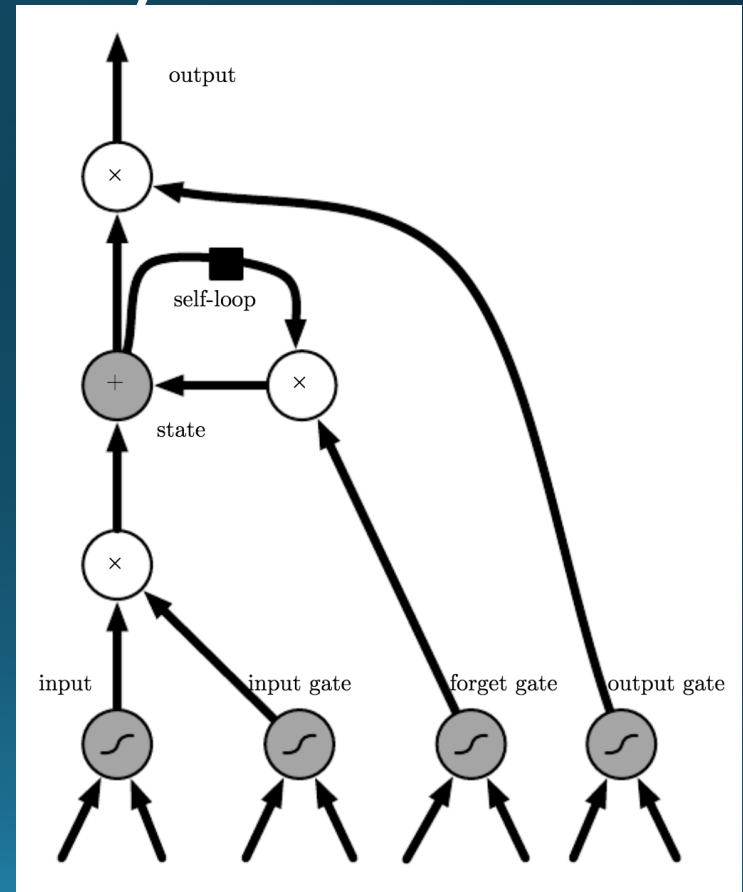 output
×
self-loop
+
×
state
×
input
input gate
forget gate
output gate